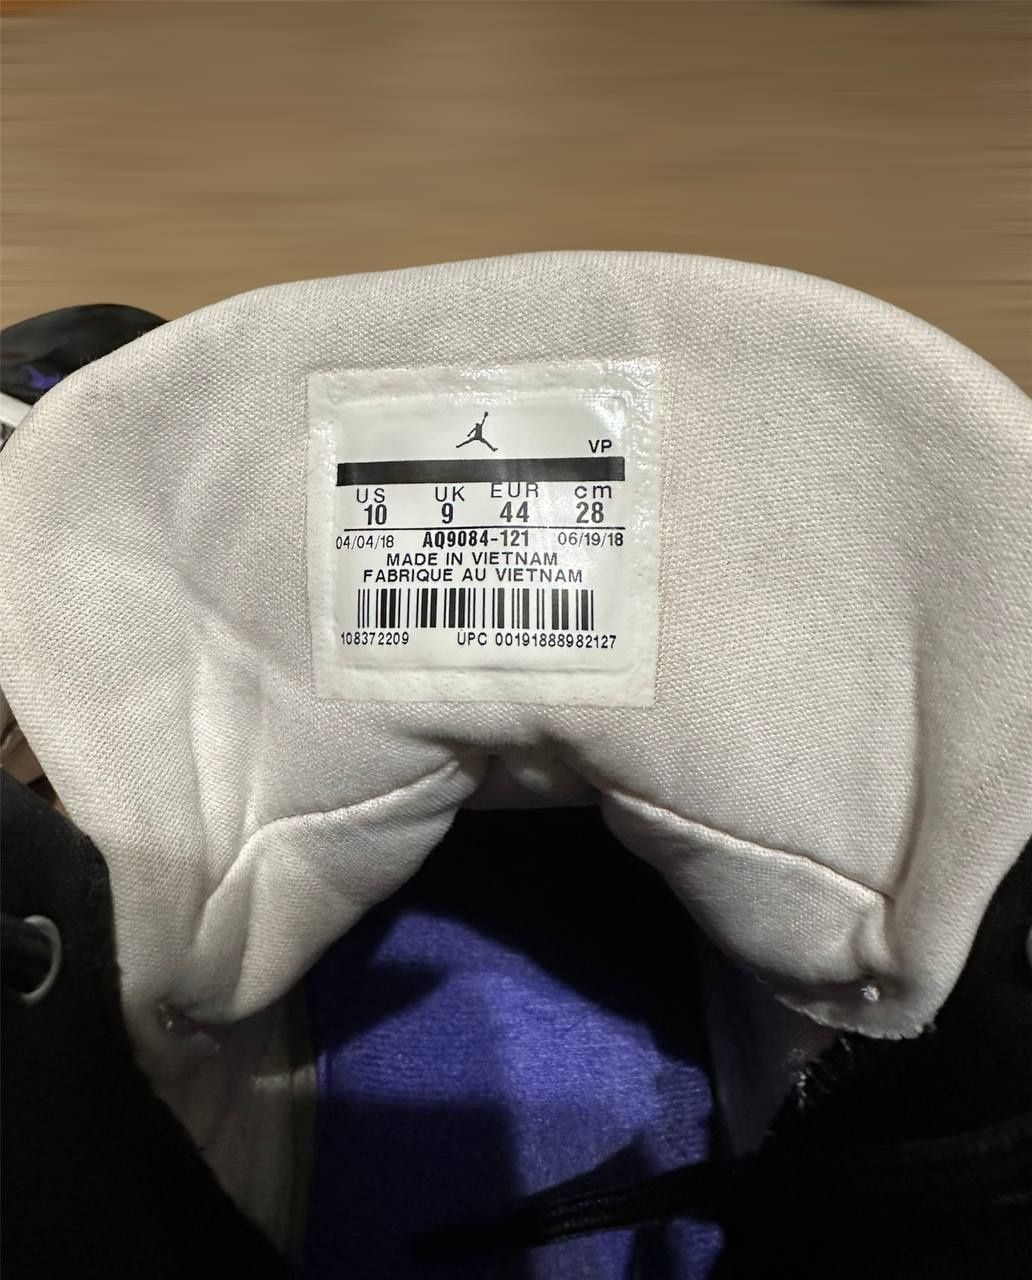 VP
US UK EUR cm
10 9 44 28
04/04/18 AQ9084-121 06/19/18
MADE IN VIETNAM
FABRIQUE AU VIETNAM
108372209 UPC 00191888982127